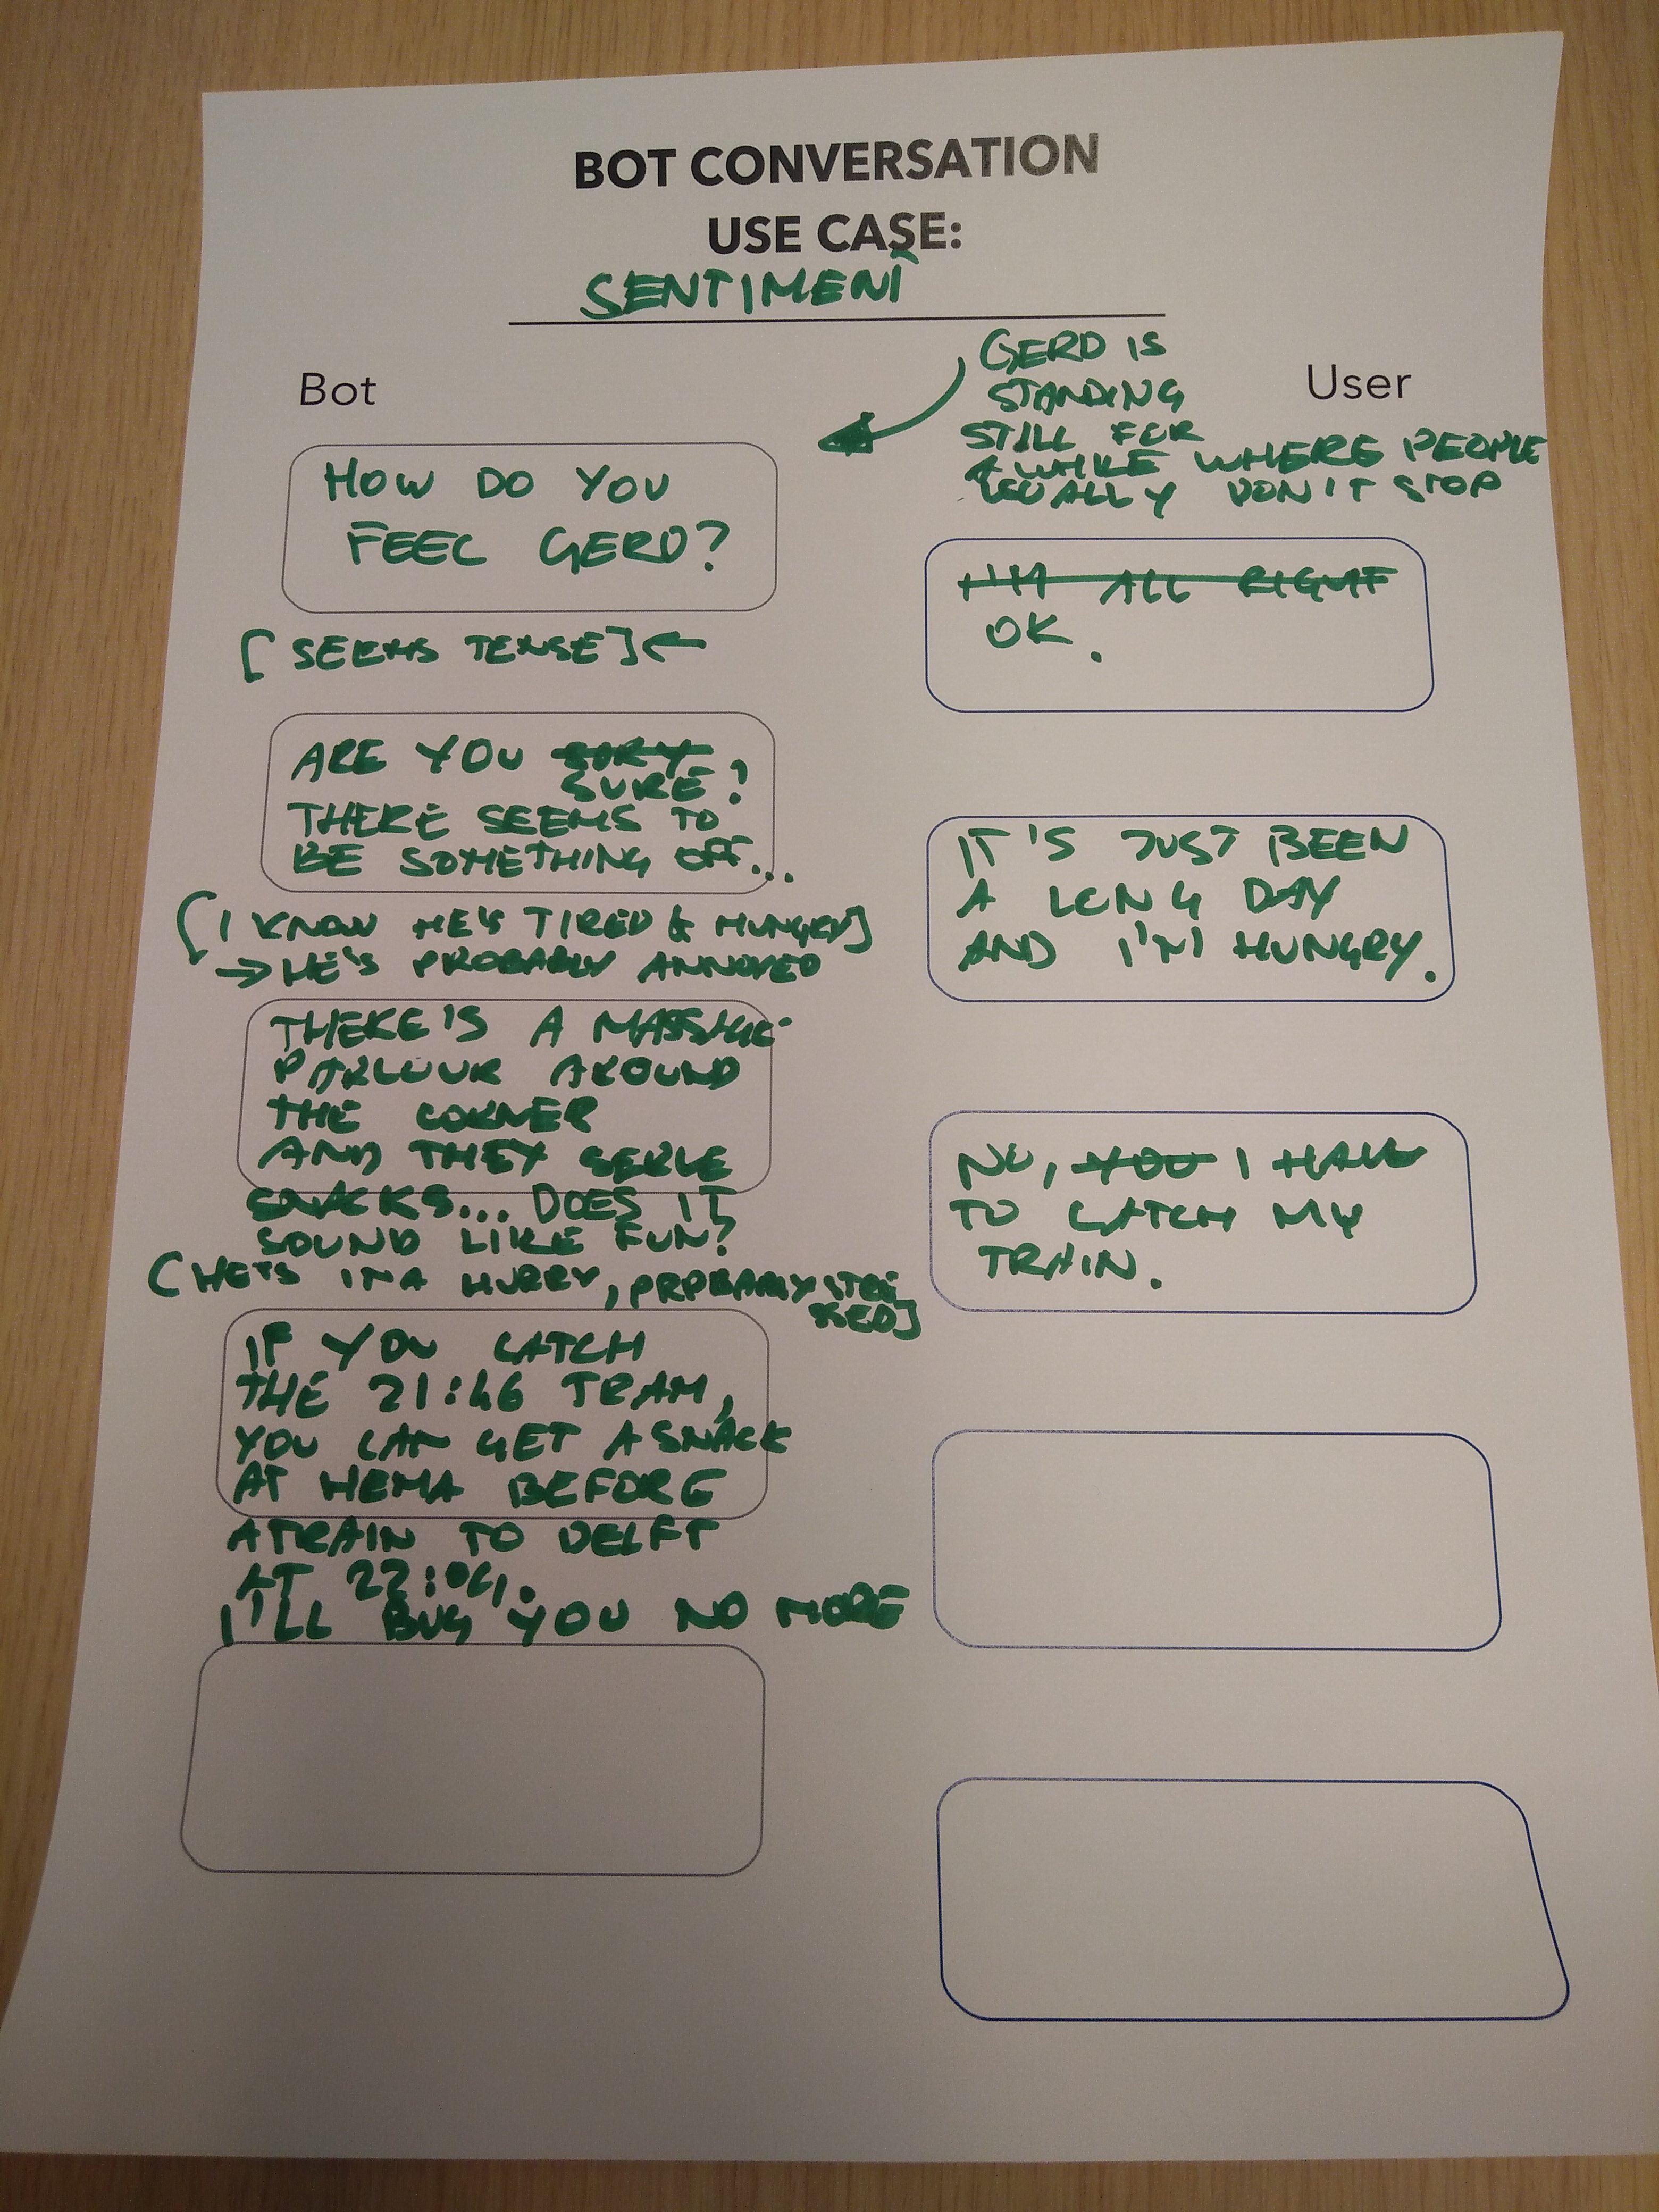 BOT CONVERSATION
USE CASE:
SENTIMENT
Bot
User
GERD IS
STANDING
STILL FOR
A WHILE WHERE PEOPLE
USUALLY DON'T STOP
HOW DO YOU
FEEL GERD?
I'M ALL RIGHT
OK.
[SEEMS TENSE]←
ARE YOU SORY
SURE?
THERE SEEMS TO
BE SOMETHING OFF...
IT'S JUST BEEN
A LONG DAY
AND I'M HUNGRY.
[I KNOW HE'S TIRED & HUNGRY]
→HE'S PROBABLY ANNOYED
THERE'S A MASSAGE
PARLOUR AROUND
THE CORNER
AND THEY SERVE
SNACKS... DOES IT
SOUND LIKE FUN?
NO, YOU I HAVE
TO CATCH MY
TRAIN.
[HE'S IN A HURRY, PROBABLY STRE
SSED]
IF YOU CATCH
THE 21:46 TRAM,
YOU CAN GET A SNACK
AT HEMA BEFORE
A TRAIN TO DELFT
AT 22:04.
I'LL BUG YOU NO MORE